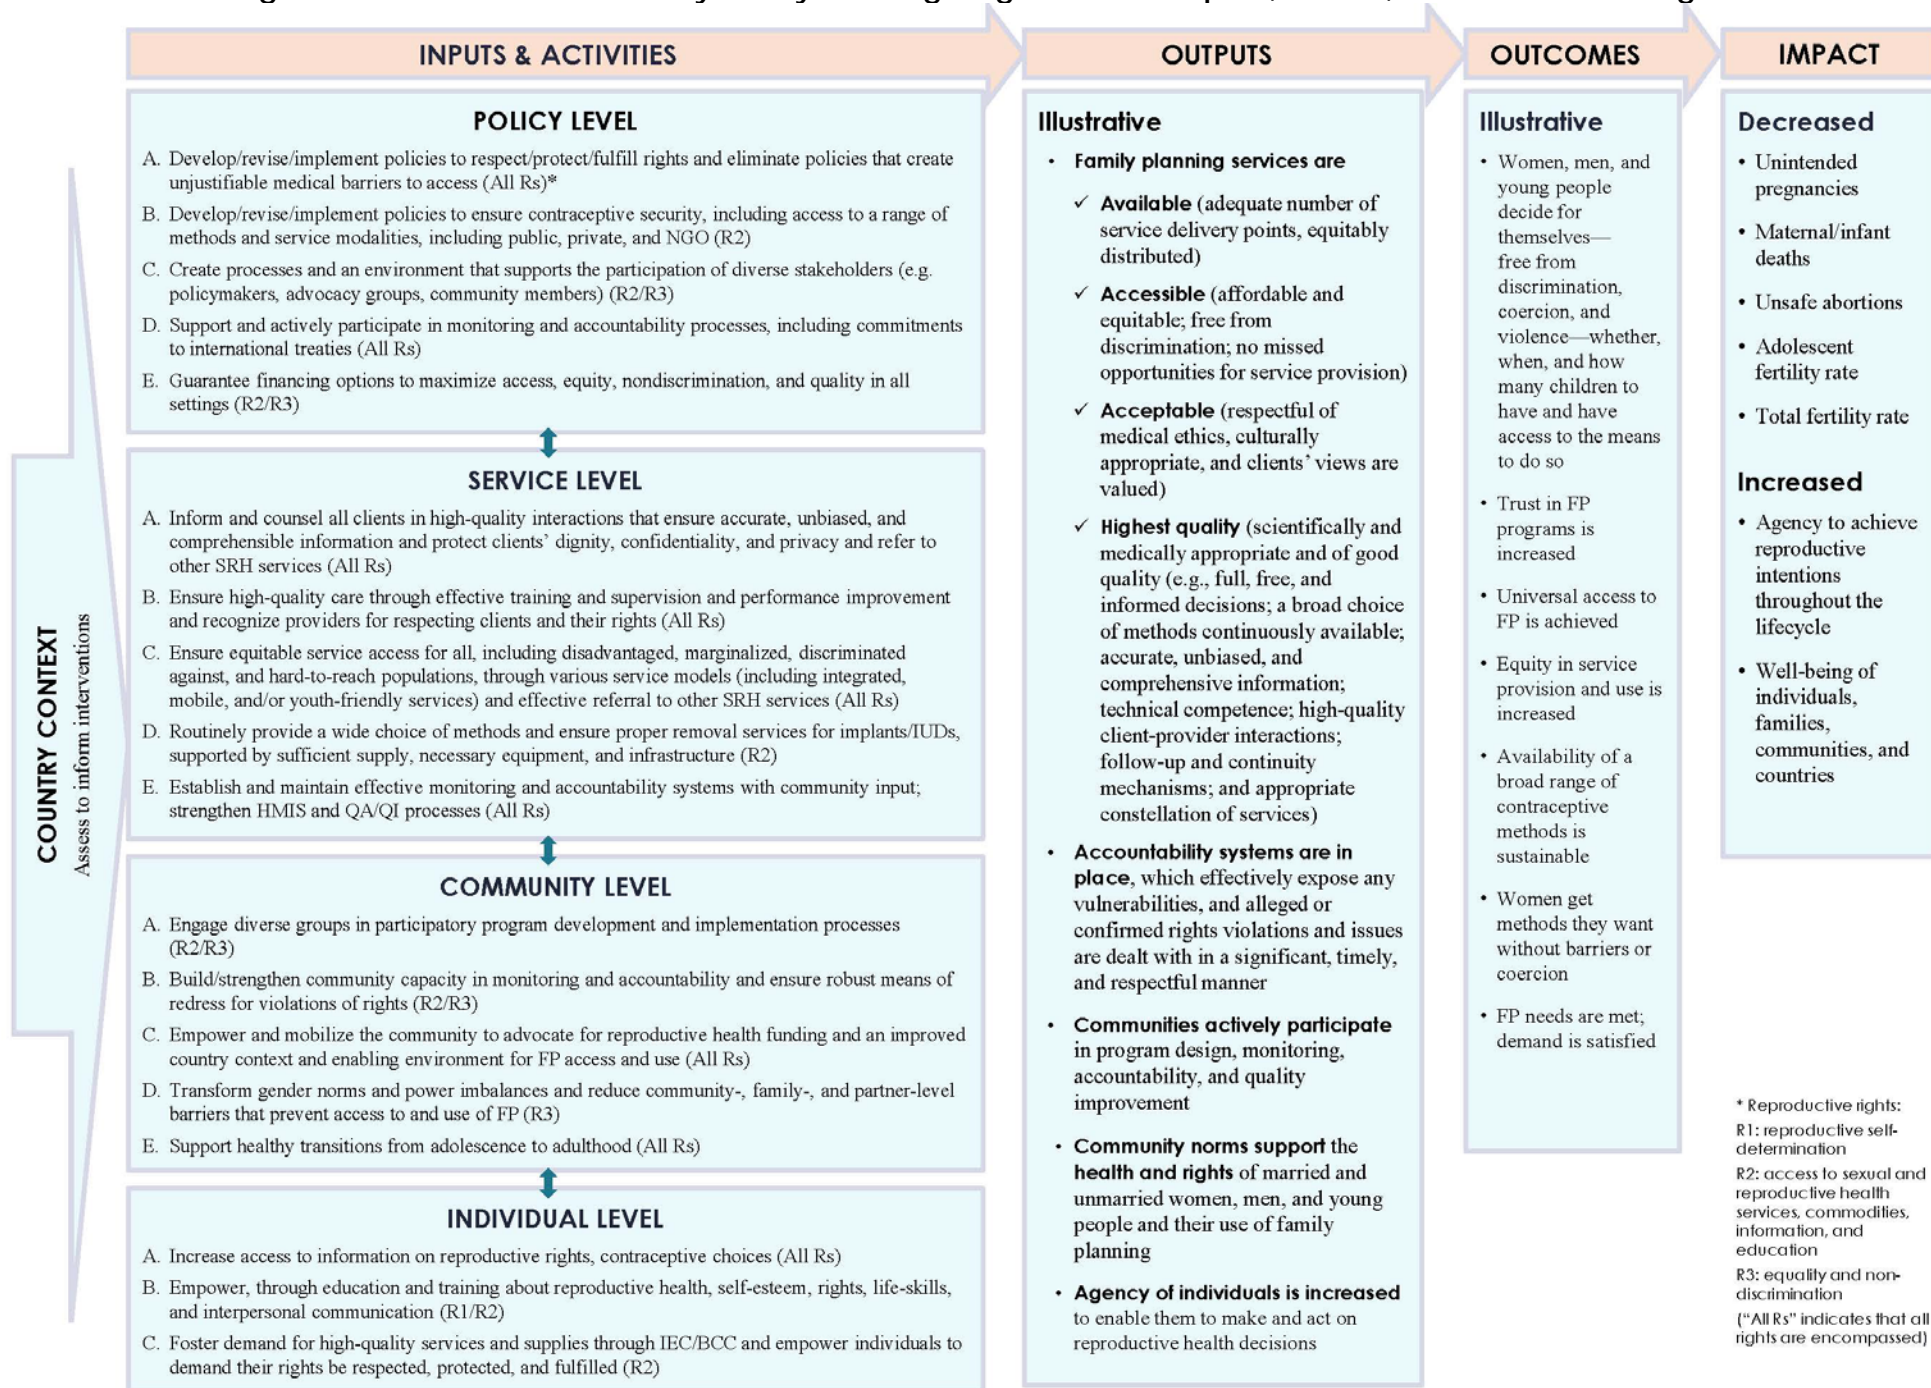 INPUTS & ACTIVITIES
POLICY LEVEL
A. Develop/revise/implement policies to respect/protect/fulfill rights and eliminate policies that create
unjustifiable medical barriers to access (All Rs)*
B. Develop/revise/implement policies to ensure contraceptive security, including access to a range of
methods and service modalities, including public, private, and NGO (R2)
C. Create processes and an environment that supports the participation of diverse stakeholders (e.g.
policymakers, advocacy groups, community members) (R2/R3)
D. Support and actively participate in monitoring and accountability processes, including commitments
to international treaties (All Rs)
E. Guarantee financing options to maximize access, equity, nondiscrimination, and quality in all
settings (R2/R3)
SERVICE LEVEL
A. Inform and counsel all clients in high-quality interactions that ensure accurate, unbiased, and
comprehensible information and protect clients’ dignity, confidentiality, and privacy and refer to
other SRH services (All Rs)
B. Ensure high-quality care through effective training and supervision and performance improvement
and recognize providers for respecting clients and their rights (All Rs)
C. Ensure equitable service access for all, including disadvantaged, marginalized, discriminated
against, and hard-to-reach populations, through various service models (including integrated,
mobile, and/or youth-friendly services) and effective referral to other SRH services (All Rs)
D. Routinely provide a wide choice of methods and ensure proper removal services for implants/IUDs,
supported by sufficient supply, necessary equipment, and infrastructure (R2)
E. Establish and maintain effective monitoring and accountability systems with community input;
strengthen HMIS and QA/QI processes (All Rs)
COMMUNITY LEVEL
A. Engage diverse groups in participatory program development and implementation processes
(R2/R3)
B. Build/strengthen community capacity in monitoring and accountability and ensure robust means of
redress for violations of rights (R2/R3)
C. Empower and mobilize the community to advocate for reproductive health funding and an improved
country context and enabling environment for FP access and use (All Rs)
D. Transform gender norms and power imbalances and reduce community-, family-, and partner-level
barriers that prevent access to and use of FP (R3)
E. Support healthy transitions from adolescence to adulthood (All Rs)
INDIVIDUAL LEVEL
A. Increase access to information on reproductive rights, contraceptive choices (All Rs)
B. Empower, through education and training about reproductive health, self-esteem, rights, life-skills,
and interpersonal communication (R1/R2)
C. Foster demand for high-quality services and supplies through IEC/BCC and empower individuals to
demand their rights be respected, protected, and fulfilled (R2)
COUNTRY CONTEXT
Assess to inform interventions
OUTPUTS
Illustrative
• Family planning services are
✓ Available (adequate number of
service delivery points, equitably
distributed)
✓ Accessible (affordable and
equitable; free from
discrimination; no missed
opportunities for service provision)
✓ Acceptable (respectful of
medical ethics, culturally
appropriate, and clients’ views are
valued)
✓ Highest quality (scientifically and
medically appropriate and of good
quality (e.g., full, free, and
informed decisions; a broad choice
of methods continuously available;
accurate, unbiased, and
comprehensive information;
technical competence; high-quality
client-provider interactions;
follow-up and continuity
mechanisms; and appropriate
constellation of services)
• Accountability systems are in
place, which effectively expose any
vulnerabilities, and alleged or
confirmed rights violations and issues
are dealt with in a significant, timely,
and respectful manner
• Communities actively participate
in program design, monitoring,
accountability, and quality
improvement
• Community norms support the
health and rights of married and
unmarried women, men, and young
people and their use of family
planning
• Agency of individuals is increased
to enable them to make and act on
reproductive health decisions
OUTCOMES
Illustrative
• Women, men, and
young people
decide for
themselves—
free from
discrimination,
coercion, and
violence—whether,
when, and how
many children to
have and have
access to the means
to do so
• Trust in FP
programs is
increased
• Universal access to
FP is achieved
• Equity in service
provision and use is
increased
• Availability of a
broad range of
contraceptive
methods is
sustainable
• Women get
methods they want
without barriers or
coercion
• FP needs are met;
demand is satisfied
IMPACT
Decreased
• Unintended
pregnancies
• Maternal/infant
deaths
• Unsafe abortions
• Adolescent
fertility rate
• Total fertility rate
Increased
• Agency to achieve
reproductive
intentions
throughout the
lifecycle
• Well-being of
individuals,
families,
communities, and
countries
* Reproductive rights:
R1: reproductive self-
determination
R2: access to sexual and
reproductive health
services, commodities,
information, and
education
R3: equality and non-
discrimination
(“All Rs” indicates that all
rights are encompassed)